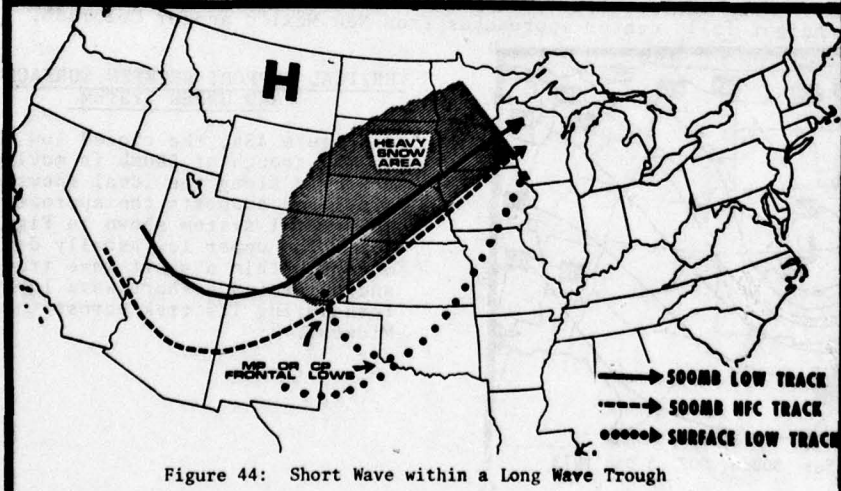 H
HEAVY
SNOW
AREA
MP OR CP
FRONTAL LOWS
500MB LOW TRACK
500MB NFC TRACK
SURFACE LOW TRACK
Figure 44: Short Wave within a Long Wave Trough